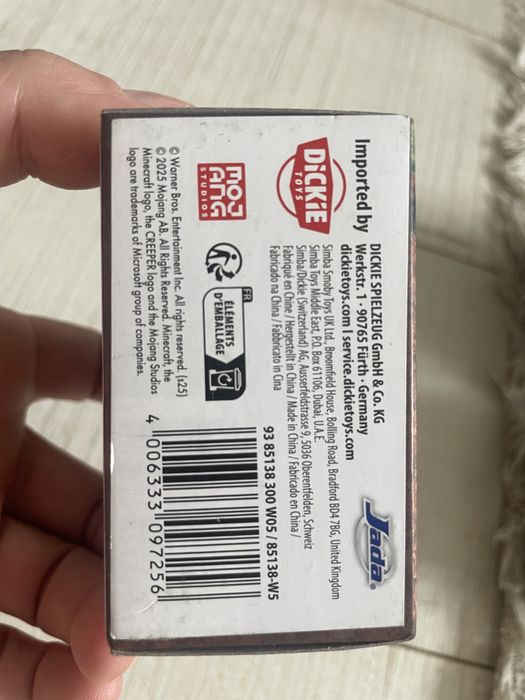 Imported by
DICKIE SPIELZEUG GmbH & Co. KG
Werkstr. 1 · 90765 Fürth · Germany
dickietoys.com | service.dickietoys.com
Jada®
DICKIE
TOYS
Simba Smoby Toys UK Ltd., Broomfield House, Bolling Road, Bradford BD4 7BG, United Kingdom
Simba Toys Middle East, P.O. Box 61106, Dubai, U.A.E.
Simba/Dickie (Switzerland) AG, Ausserfeldstrasse 9, 5036 Oberentfelden, Schweiz
Fabriqué en Chine / Hergestellt in China / Made in China / Fabricado en China /
Fabricado na China / Fabbricato in Cina
93 85138 300 W05 / 85138-W5
MOJ
ANG
STUDIOS
FR
ÉLÉMENTS
D'EMBALLAGE
© Warner Bros. Entertainment Inc. All rights reserved. (s25)
© 2025 Mojang AB. All Rights Reserved. Minecraft, the
Minecraft logo, the CREEPER logo and the Mojang Studios
logo are trademarks of Microsoft group of companies.
4 006333 097256